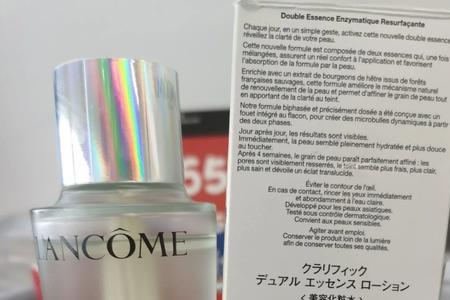 Double Essence Enzymatique Resurfaçante
Chaque jour, en un simple geste, activez cette nouvelle double essence
réveillez la clarté de votre peau.
Cette nouvelle formule est composée de deux essences qui, une fois
mélangées, assurent un réel confort à l'application et favorisent
l'absorption de la formule par la peau.
Enrichie avec un extrait de bourgeons de hêtre issus de forêts
françaises sauvages, cette formule améliore le mécanisme naturel
de renouvellement de la peau et permet d'affiner le grain de peau tout
en apportant de la clarté au teint.
Notre formule biphasée et précisément dosée a été conçue avec un
fouet intégré au flacon, pour créer des microbulles dynamiques à partir
des deux phases.
Jour après jour, les résultats sont visibles.
Immédiatement, la peau semble pleinement hydratée et plus douce
au toucher.
Après 4 semaines, le grain de peau paraît parfaitement affiné : les
pores sont visiblement resserrés, le teint semble plus frais, plus clair,
plus sain et dévoile un éclat translucide.
Éviter le contour de l'œil.
En cas de contact, rincer les yeux immédiatement
et abondamment à l'eau claire.
Développé pour les peaux asiatiques.
Testé sous contrôle dermatologique.
Convient aux peaux sensibles.
Agiter avant emploi.
Conserver le produit loin de la lumière
afin de conserver toutes ses qualités.
クラリフィック
デュアル エッセンス ローション
<美容化粧水>
LANCÔME
55